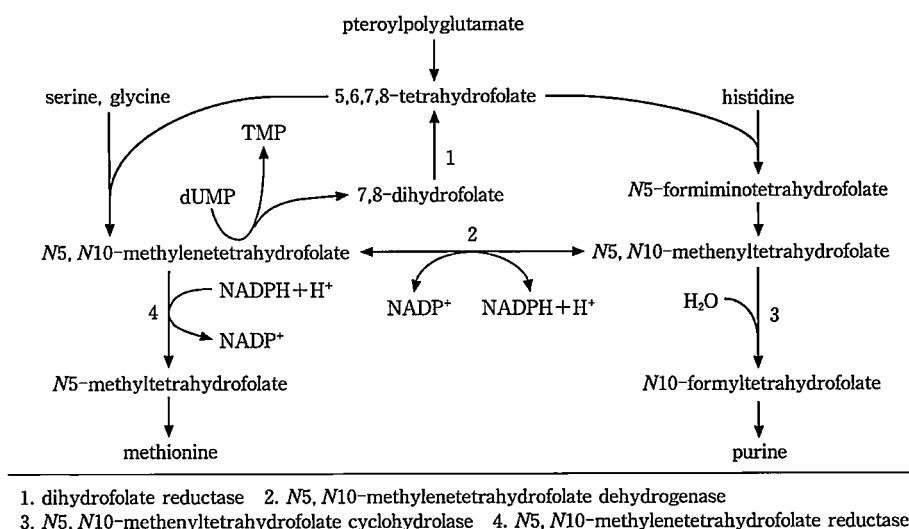 pteroylpolyglutamate
serine, glycine
5,6,7,8-tetrahydrofolate
histidine
TMP
1
dUMP
7,8-dihydrofolate
N5-formiminotetrahydrofolate
N5, N10-methylenetetrahydrofolate
2
N5, N10-methenyltetrahydrofolate
4
NADPH+H⁺
NADP⁺
NADP⁺
NADPH+H⁺
H₂O
3
N5-methyltetrahydrofolate
N10-formyltetrahydrofolate
methionine
purine
1. dihydrofolate reductase 2. N5, N10-methylenetetrahydrofolate dehydrogenase
3. N5, N10-methenyltetrahydrofolate cyclohydrolase 4. N5, N10-methylenetetrahydrofolate reductase